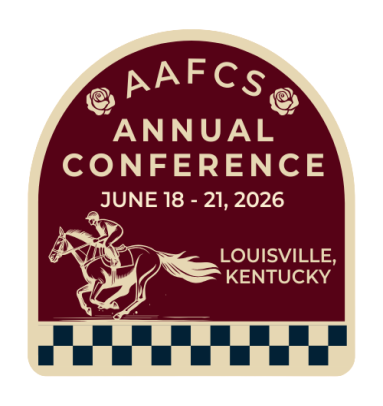 AAFCS
ANNUAL
CONFERENCE
JUNE 18 - 21, 2026
LOUISVILLE,
KENTUCKY